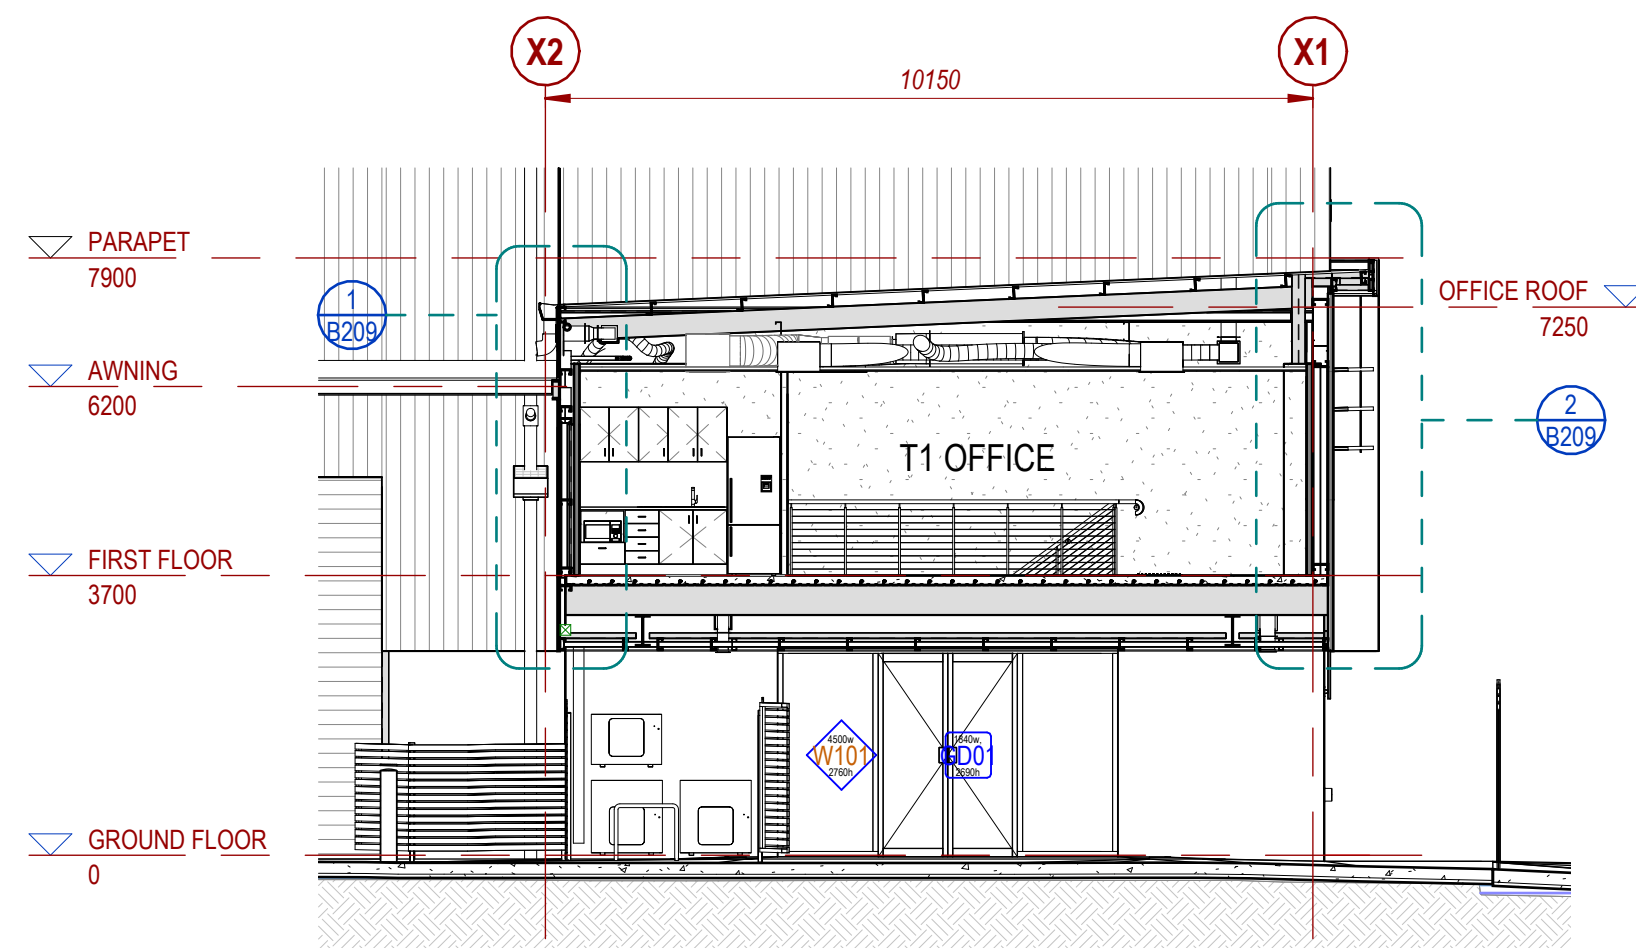 X2
X1
10150
PARAPET
7900
1
B209
OFFICE ROOF
7250
AWNING
6200
2
B209
T1 OFFICE
FIRST FLOOR
3700
4500w
W101
2760h
1840w
GD01
2690h
GROUND FLOOR
0